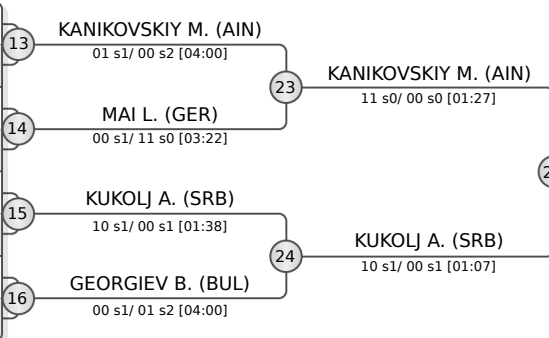 13
KANIKOVSKIY M. (AIN)
01 s1/ 00 s2 [04:00]
14
MAI L. (GER)
00 s1/ 11 s0 [03:22]
23
KANIKOVSKIY M. (AIN)
11 s0/ 00 s0 [01:27]
15
KUKOLJ A. (SRB)
10 s1/ 00 s1 [01:38]
16
GEORGIEV B. (BUL)
00 s1/ 01 s2 [04:00]
24
KUKOLJ A. (SRB)
10 s1/ 00 s1 [01:07]